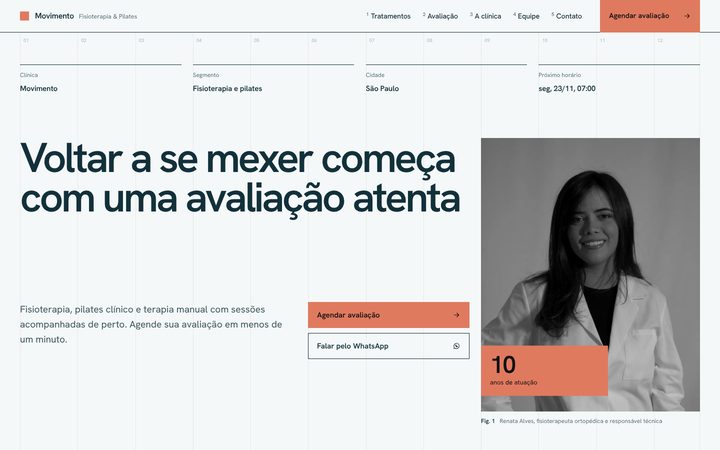 Movimento Fisioterapia & Pilates
1 Tratamentos 2 Avaliação 3 A clínica 4 Equipe 5 Contato
Agendar avaliação →
01 02 03 04 05 06 07 08 09 10 11 12
Clínica
Movimento
Segmento
Fisioterapia e pilates
Cidade
São Paulo
Próximo horário
seg, 23/11, 07:00
Voltar a se mexer começa
com uma avaliação atenta
Fisioterapia, pilates clínico e terapia manual com sessões
acompanhadas de perto. Agende sua avaliação em menos de
um minuto.
Agendar avaliação →
Falar pelo WhatsApp
10
anos de atuação
Fig. 1 Renata Alves, fisioterapeuta ortopédica e responsável técnica